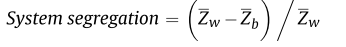 System segregation = (Z̅w − Z̅b) / Z̅w